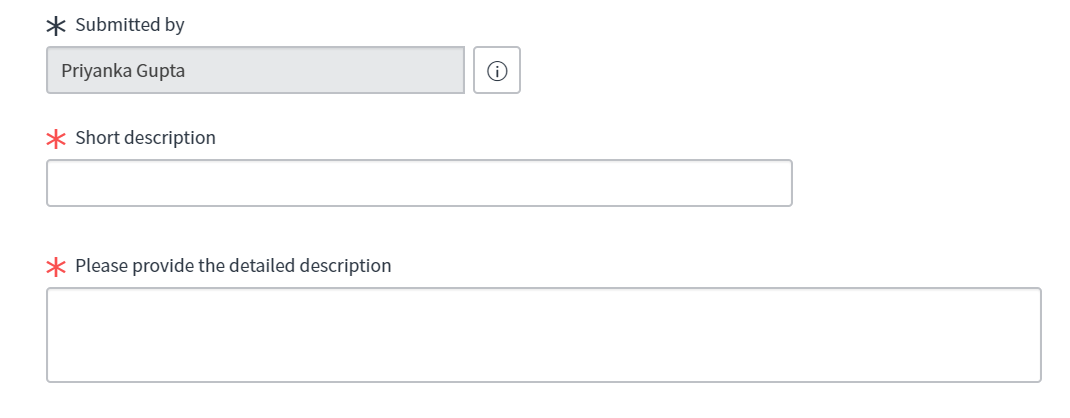 * Submitted by
Priyanka Gupta
* Short description
* Please provide the detailed description